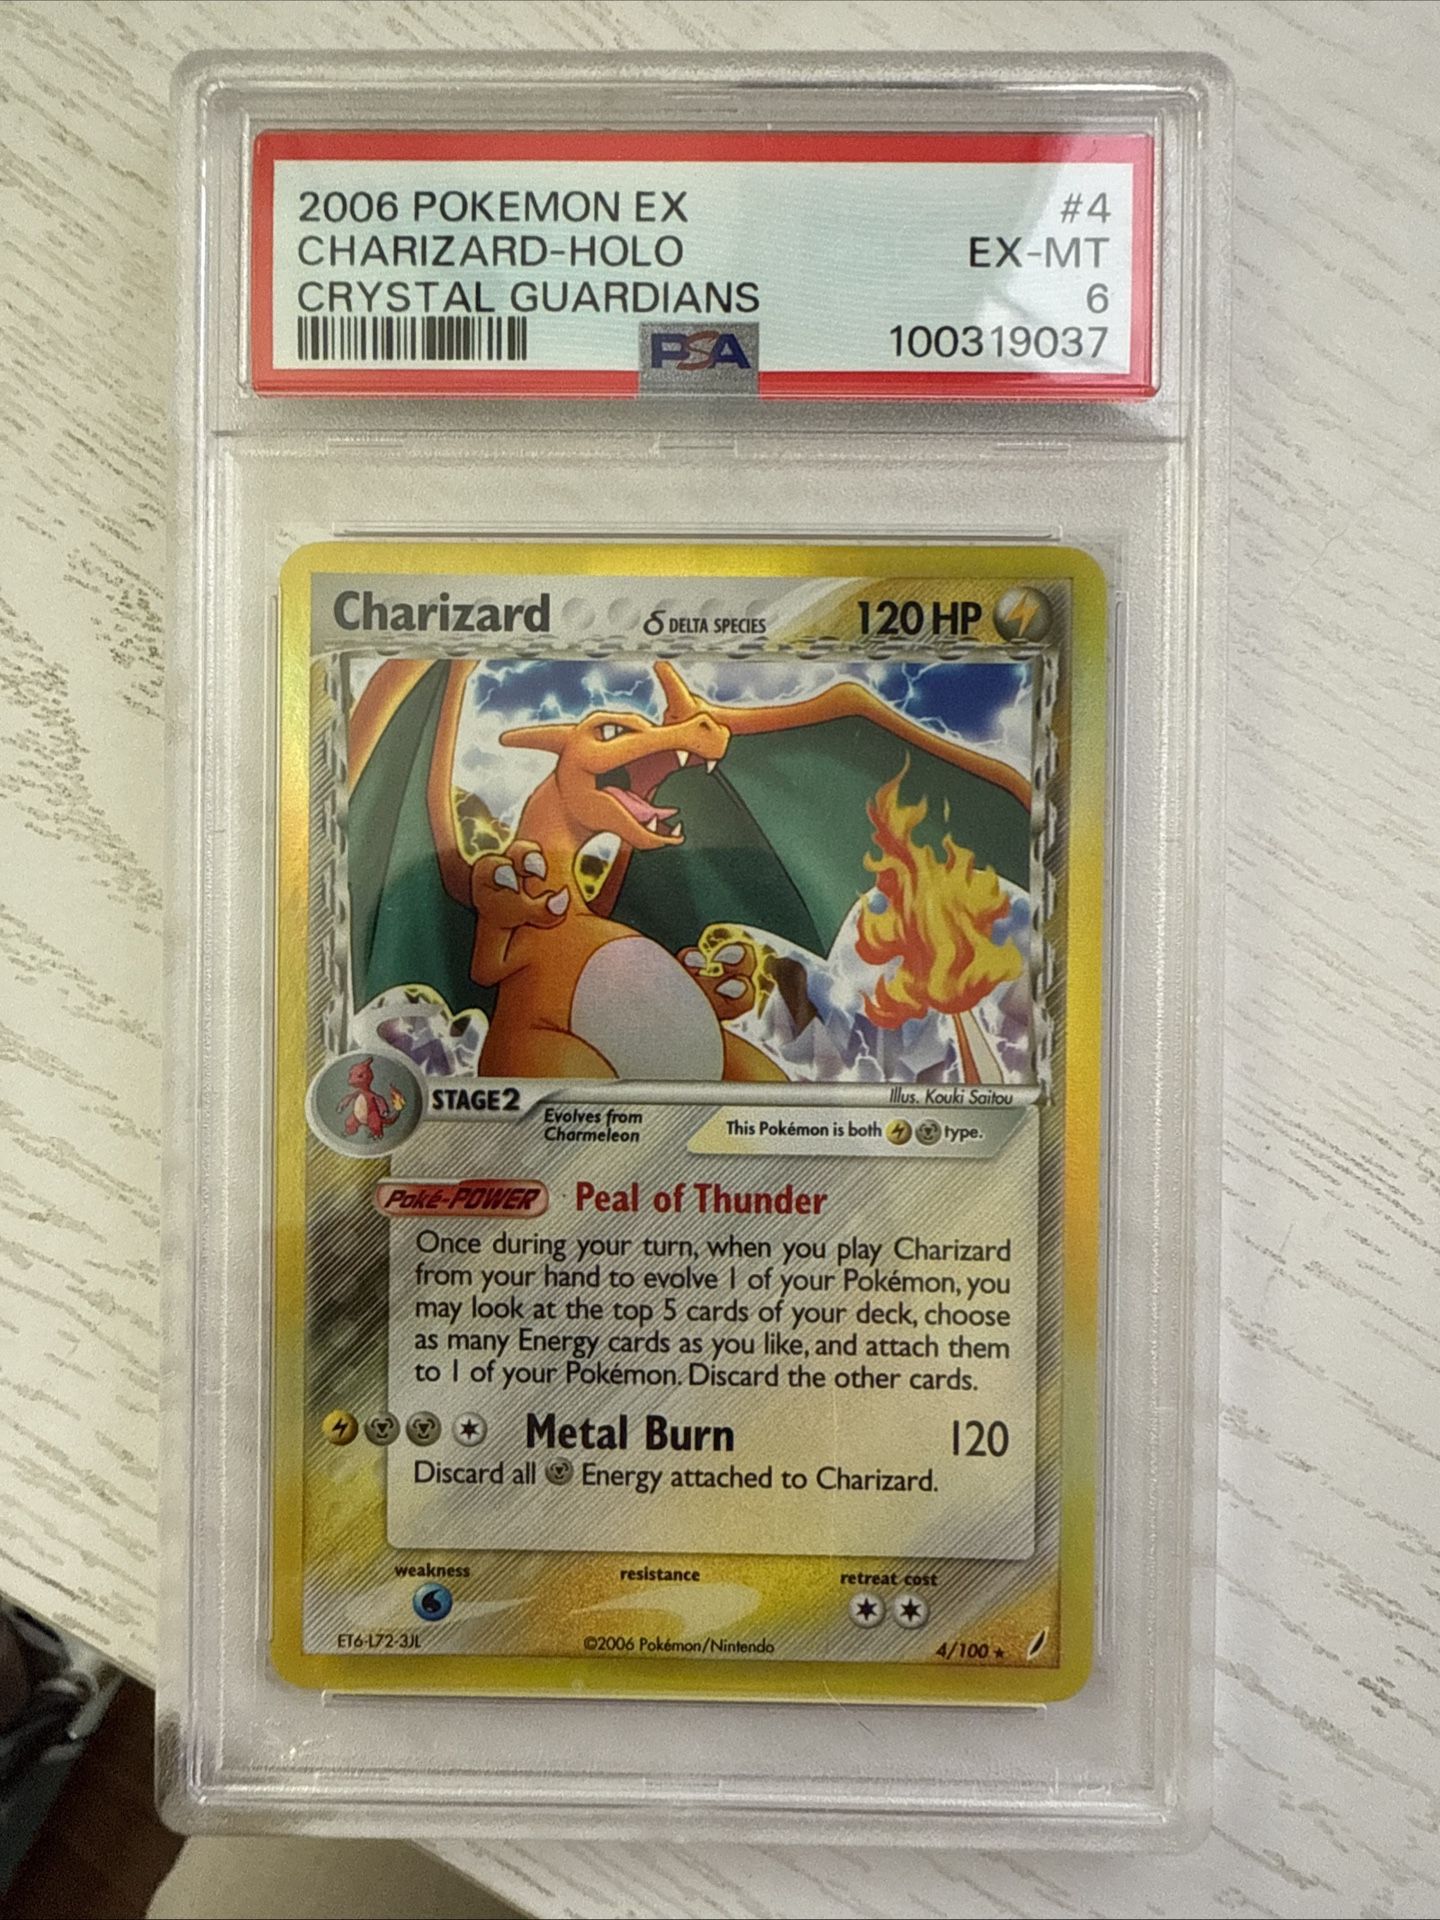 2006 POKEMON EX #4
CHARIZARD-HOLO EX-MT
CRYSTAL GUARDIANS 6
PSA 100319037
Charizard δ DELTA SPECIES 120 HP
Illus. Kouki Saitou
STAGE2 Evolves from
Charmeleon
This Pokémon is both type.
Poké-POWER Peal of Thunder
Once during your turn, when you play Charizard
from your hand to evolve 1 of your Pokémon, you
may look at the top 5 cards of your deck, choose
as many Energy cards as you like, and attach them
to 1 of your Pokémon. Discard the other cards.
Metal Burn 120
Discard all Energy attached to Charizard.
weakness resistance retreat cost
ET6-L72-3JL ©2006 Pokémon/Nintendo 4/100 ★